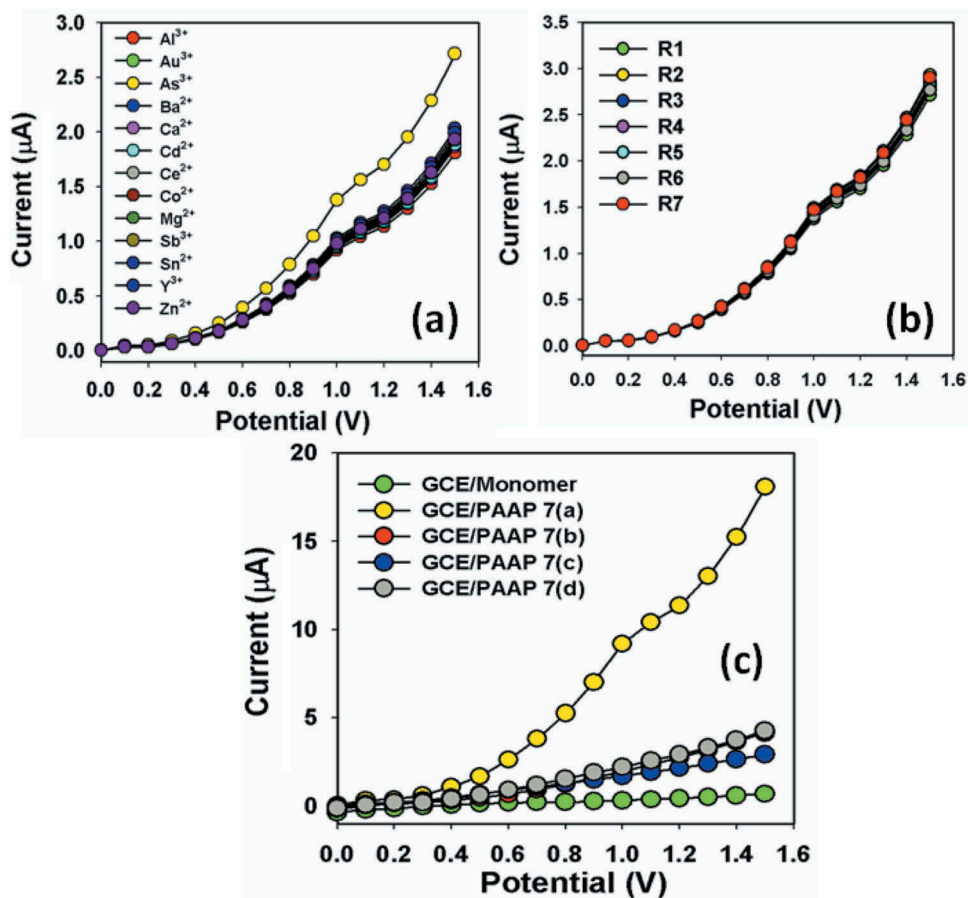 3.0
2.5
2.0
1.5
1.0
0.5
0.0
Current (μA)
Al³⁺
Au³⁺
As³⁺
Ba²⁺
Ca²⁺
Cd²⁺
Ce²⁺
Co²⁺
Mg²⁺
Sb³⁺
Sn²⁺
Y³⁺
Zn²⁺
(a)
0.0 0.2 0.4 0.6 0.8 1.0 1.2 1.4 1.6
Potential (V)
3.5
3.0
2.5
2.0
1.5
1.0
0.5
0.0
Current (μA)
R1
R2
R3
R4
R5
R6
R7
(b)
0.0 0.2 0.4 0.6 0.8 1.0 1.2 1.4 1.6
Potential (V)
20
15
10
5
0
Current (μA)
GCE/Monomer
GCE/PAAP 7(a)
GCE/PAAP 7(b)
GCE/PAAP 7(c)
GCE/PAAP 7(d)
(c)
0.0 0.2 0.4 0.6 0.8 1.0 1.2 1.4 1.6
Potential (V)